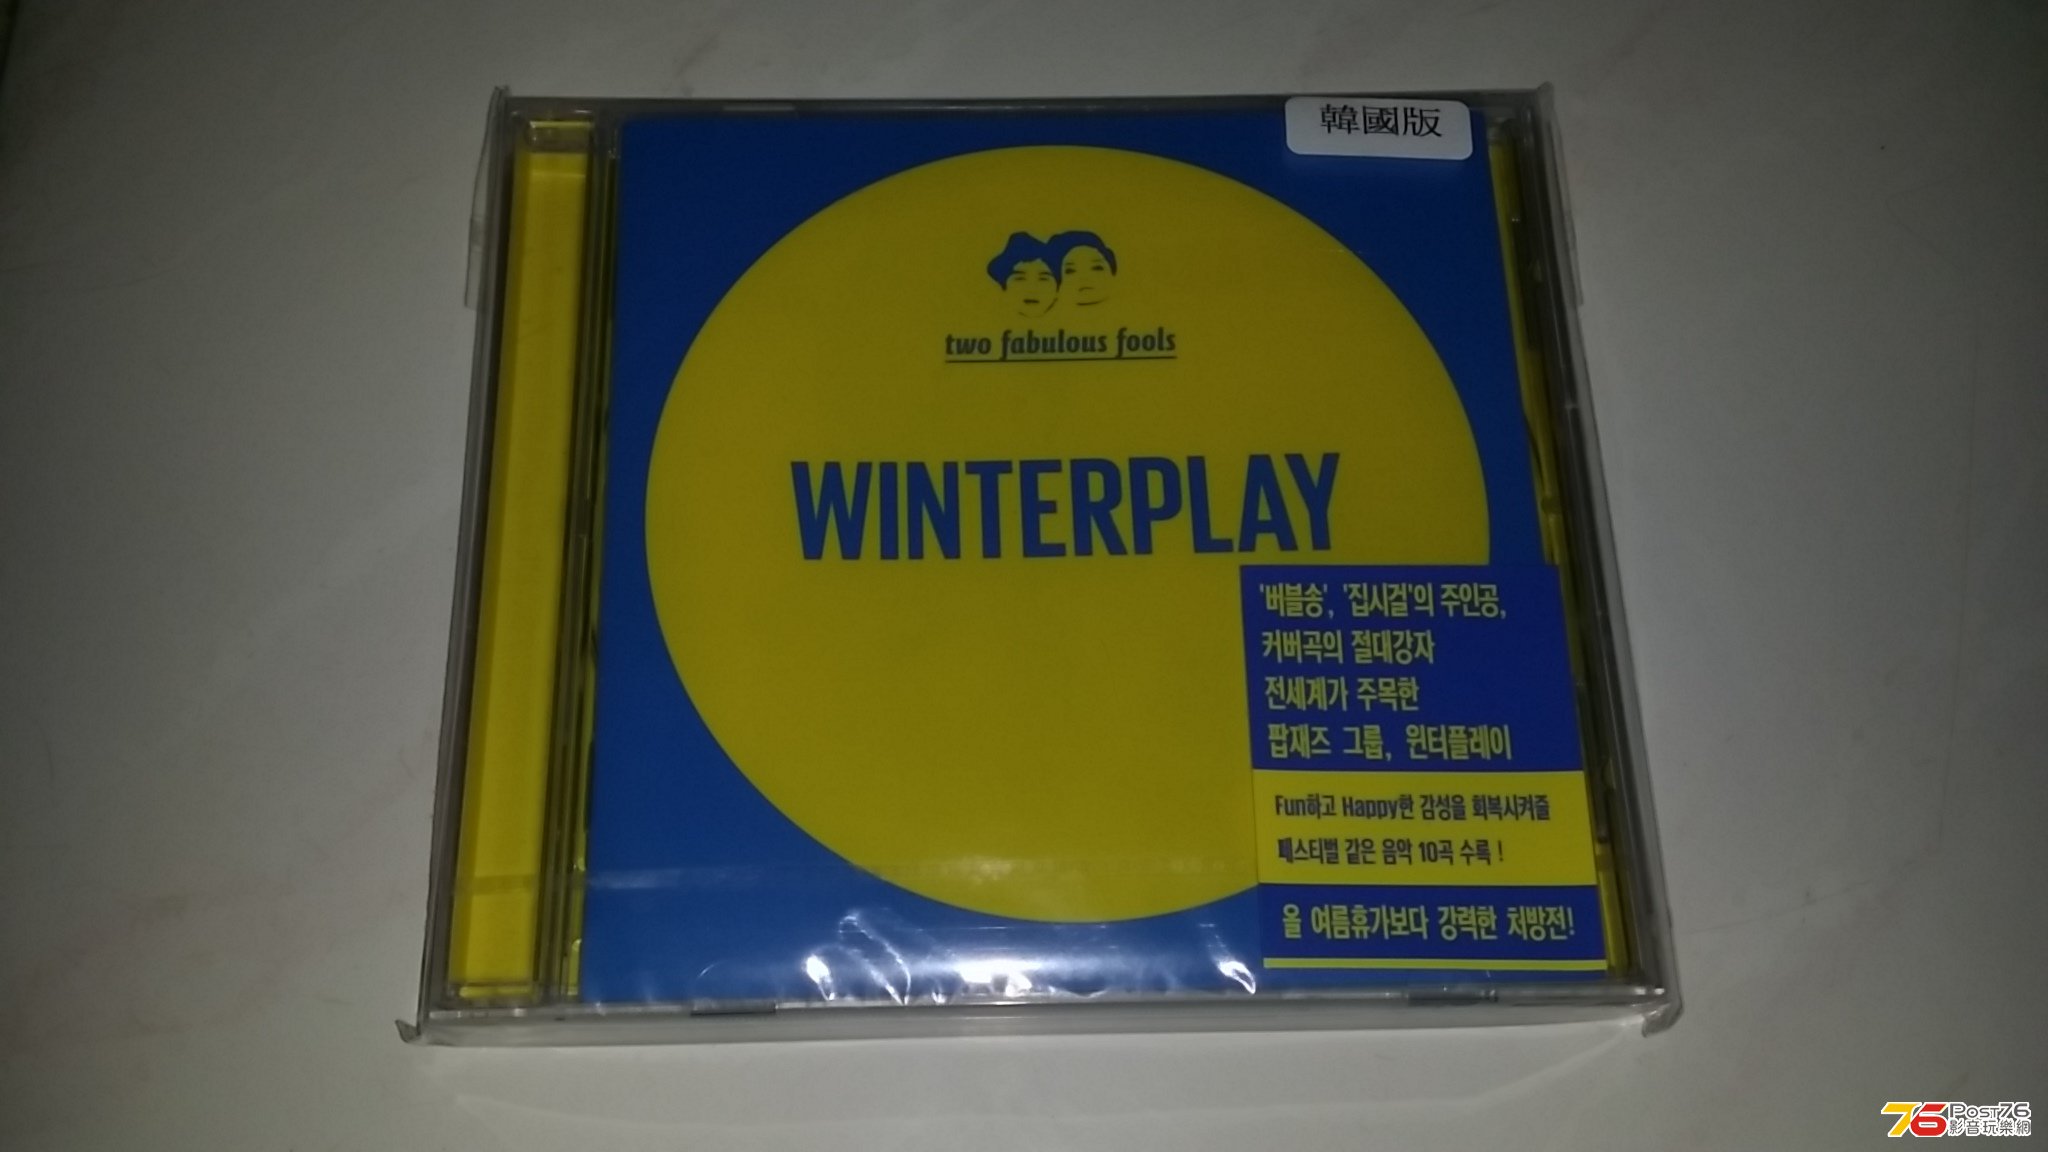 韓國版
two fabulous fools
WINTERPLAY
'버블송', '집시걸'의 주인공,
커버곡의 절대강자
전세계가 주목한
팝재즈 그룹, 윈터플레이
Fun하고 Happy한 감성을 회복시켜줄
페스티벌 같은 음악 10곡 수록 !
올 여름휴가보다 강력한 처방전!
76 POST76
影音玩樂網